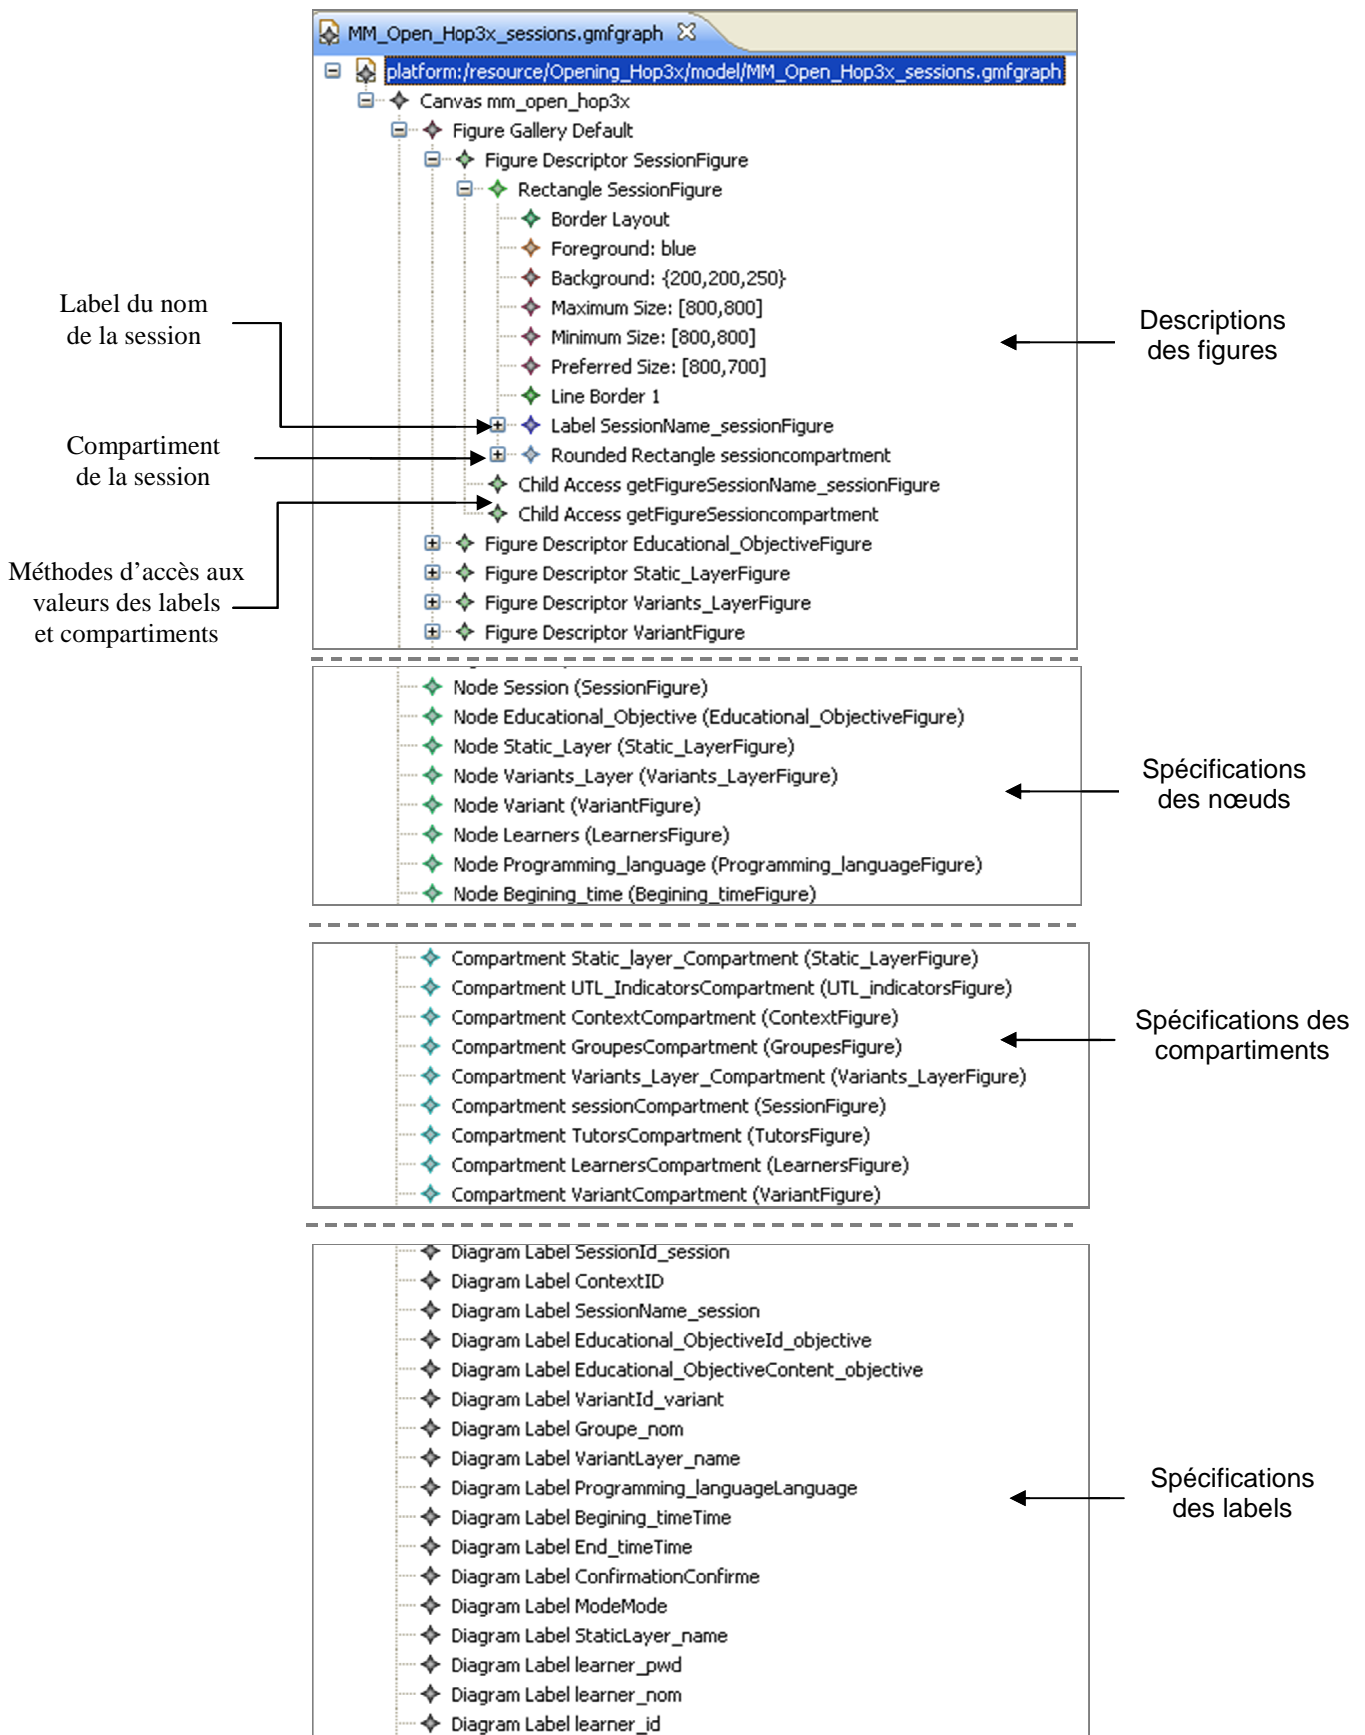 MM_Open_Hop3x_sessions.gmfgraph
platform:/resource/Opening_Hop3x/model/MM_Open_Hop3x_sessions.gmfgraph
Canvas mm_open_hop3x
Figure Gallery Default
Figure Descriptor SessionFigure
Rectangle SessionFigure
Border Layout
Foreground: blue
Background: {200,200,250}
Maximum Size: [800,800]
Minimum Size: [800,800]
Preferred Size: [800,700]
Line Border 1
Label SessionName_sessionFigure
Rounded Rectangle sessioncompartment
Child Access getFigureSessionName_sessionFigure
Child Access getFigureSessioncompartment
Figure Descriptor Educational_ObjectiveFigure
Figure Descriptor Static_LayerFigure
Figure Descriptor Variants_LayerFigure
Figure Descriptor VariantFigure
Label du nom
de la session
Compartiment
de la session
Méthodes d'accès aux
valeurs des labels
et compartiments
Descriptions
des figures
Node Session (SessionFigure)
Node Educational_Objective (Educational_ObjectiveFigure)
Node Static_Layer (Static_LayerFigure)
Node Variants_Layer (Variants_LayerFigure)
Node Variant (VariantFigure)
Node Learners (LearnersFigure)
Node Programming_language (Programming_languageFigure)
Node Begining_time (Begining_timeFigure)
Spécifications
des nœuds
Compartment Static_layer_Compartment (Static_LayerFigure)
Compartment UTL_IndicatorsCompartment (UTL_indicatorsFigure)
Compartment ContextCompartment (ContextFigure)
Compartment GroupesCompartment (GroupesFigure)
Compartment Variants_Layer_Compartment (Variants_LayerFigure)
Compartment sessionCompartment (SessionFigure)
Compartment TutorsCompartment (TutorsFigure)
Compartment LearnersCompartment (LearnersFigure)
Compartment VariantCompartment (VariantFigure)
Spécifications des
compartiments
Diagram Label SessionId_session
Diagram Label ContextID
Diagram Label SessionName_session
Diagram Label Educational_ObjectiveId_objective
Diagram Label Educational_ObjectiveContent_objective
Diagram Label VariantId_variant
Diagram Label Groupe_nom
Diagram Label VariantLayer_name
Diagram Label Programming_languageLanguage
Diagram Label Begining_timeTime
Diagram Label End_timeTime
Diagram Label ConfirmationConfirme
Diagram Label ModeMode
Diagram Label StaticLayer_name
Diagram Label learner_pwd
Diagram Label learner_nom
Diagram Label learner_id
Spécifications
des labels